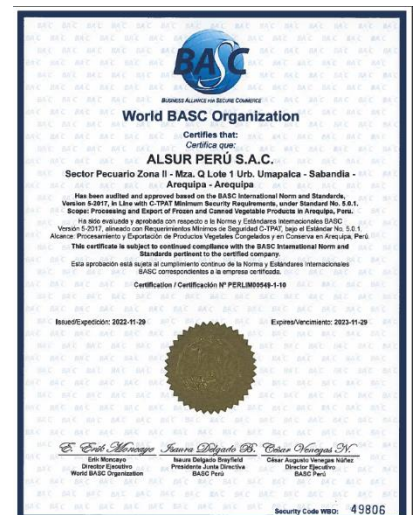 BASC
BUSINESS ALLIANCE FOR SECURE COMMERCE
World BASC Organization
Certifies that:
Certifica que:
ALSUR PERÚ S.A.C.
Sector Pecuario Zona II - Mza. Q Lote 1 Urb. Umapalca - Sabandia -
Arequipa - Arequipa
Has been audited and approved based on the BASC International Norm and Standards,
Version 5-2017, in Line with C-TPAT Minimum Security Requirements, under Standard No. 5.0.1.
Scope: Processing and Export of Frozen and Canned Vegetable Products in Arequipa, Peru.
Ha sido evaluada y aprobada con respecto a la Norma y Estándares Internacionales BASC
Versión 5-2017, alineado con Requerimientos Mínimos de Seguridad C-TPAT, bajo el Estándar No. 5.0.1
Alcance: Procesamiento y Exportación de Productos Vegetales Congelados y en Conserva en Arequipa, Perú.
This certificate is subject to continued compliance with the BASC International Norm and
Standards pertinent to the certified company.
Esta aprobación está sujeta al cumplimiento continuo de la Norma y Estándares Internacionales
BASC correspondientes a la empresa certificada.
Certification / Certificación Nº PERLIM00549-1-10
Issued/Expedición: 2022-11-29 Expires/Vencimiento: 2023-11-29
E. Erik Moncayo Isaura Delgado B. César Venegas N.
Erik Moncayo Isaura Delgado Brayfield César Augusto Venegas Núñez
Director Ejecutivo Presidente Junta Directiva Director Ejecutivo
World BASC Organization BASC Perú BASC Perú
Security Code WBO: 49806